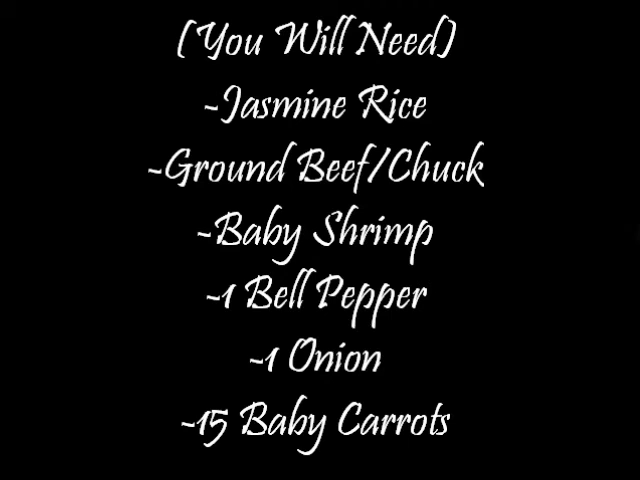 (You Will Need)
-Jasmine Rice
-Ground Beef/Chuck
-Baby Shrimp
-1 Bell Pepper
-1 Onion
-15 Baby Carrots